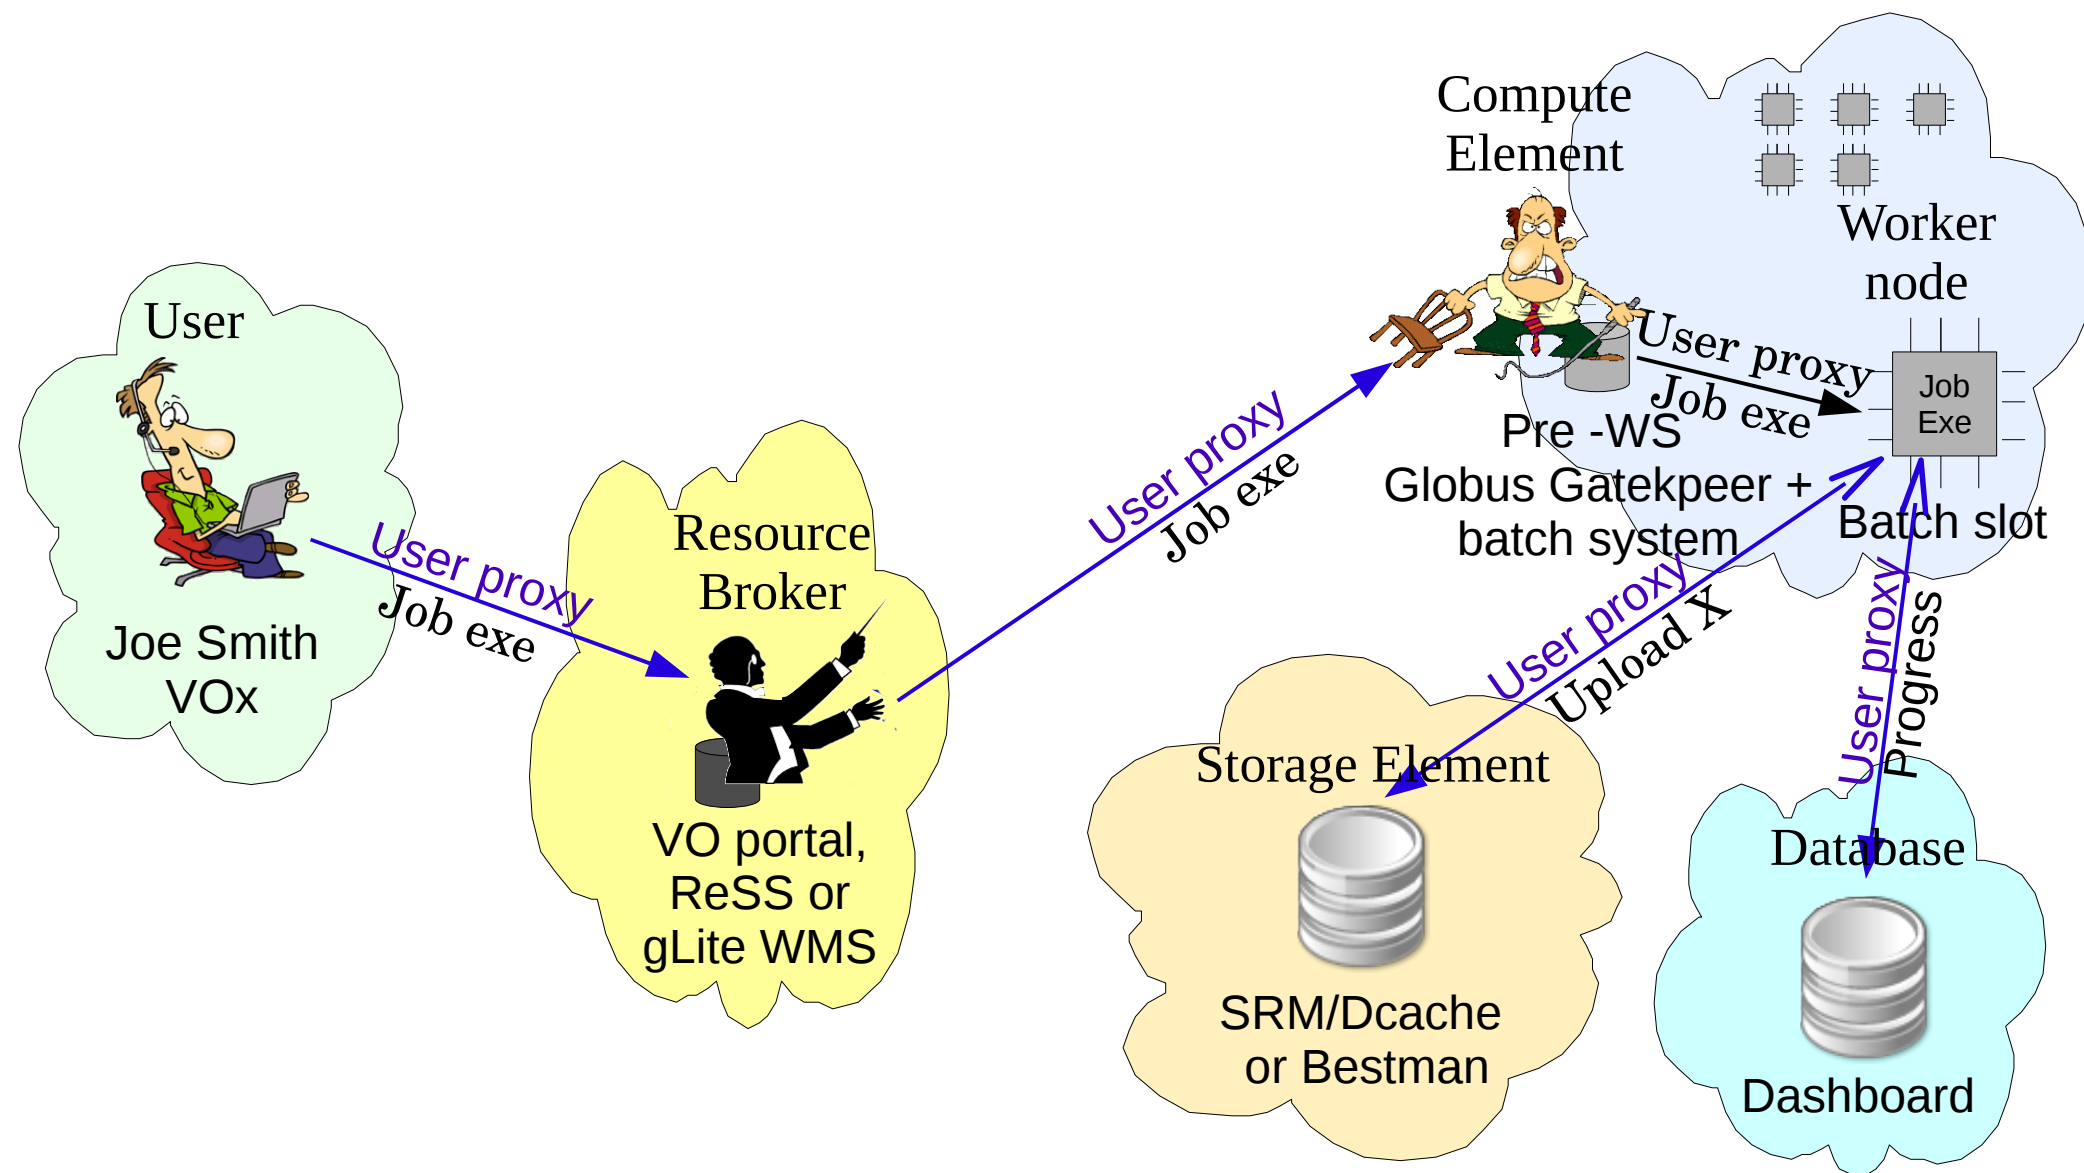 User
Joe Smith
VOx
User proxy
Job exe
Resource
Broker
VO portal,
ReSS or
gLite WMS
User proxy
Job exe
Compute
Element
Pre -WS
Globus Gatekpeer +
batch system
User proxy
Job exe
Worker
node
Job
Exe
Batch slot
User proxy
Upload X
User proxy
Progress
Storage Element
SRM/Dcache
or Bestman
Database
Dashboard